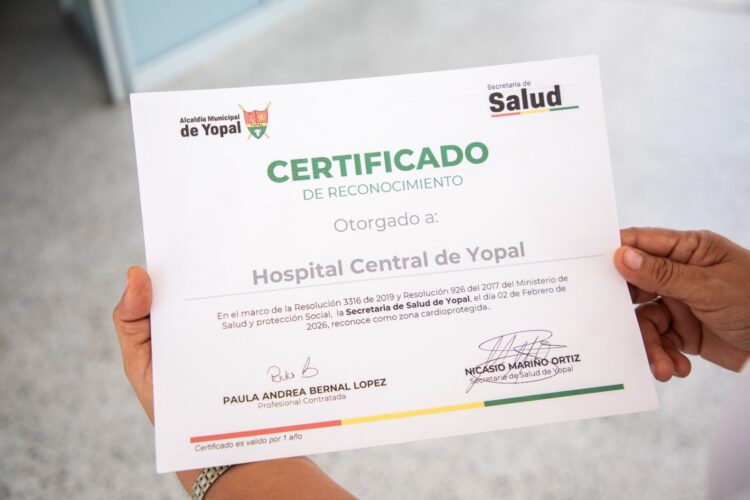 Alcaldía Municipal
de Yopal
Secretaría de
Salud
CERTIFICADO
DE RECONOCIMIENTO
Otorgado a:
Hospital Central de Yopal
En el marco de la Resolución 3316 de 2019 y Resolución 926 del 2017 del Ministerio de
Salud y protección Social, la Secretaria de Salud de Yopal, el día 02 de Febrero de
2026, reconoce como zona cardioprotegida..
PAULA ANDREA BERNAL LOPEZ
Profesional Contratada
NICASIO MARIÑO ORTIZ
Secretaria de Salud de Yopal
Certificado es valido por 1 año